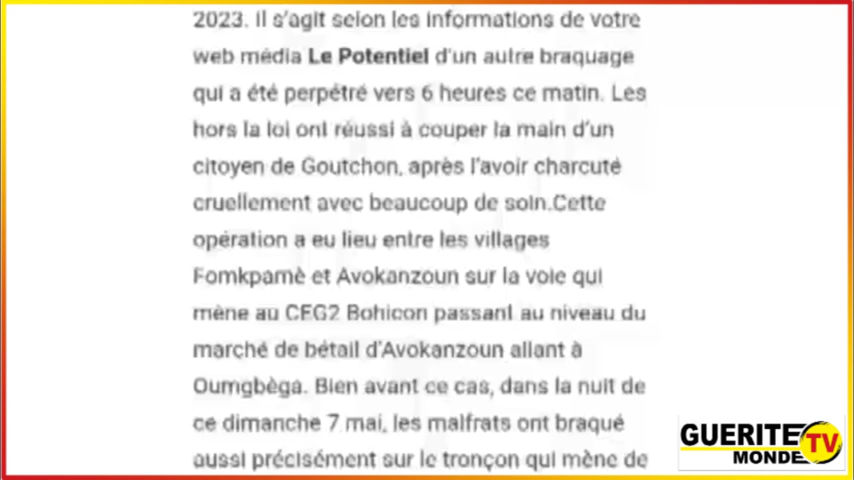 2023. Il s'agit selon les informations de votre
web média Le Potentiel d'un autre braquage
qui a été perpétré vers 6 heures ce matin. Les
hors la loi ont réussi à couper la main d'un
citoyen de Goutchon, après l'avoir charcuté
cruellement avec beaucoup de soin.Cette
opération a eu lieu entre les villages
Fomkpamè et Avokanzoun sur la voie qui
mène au CEG2 Bohicon passant au niveau du
marché de bétail d'Avokanzoun allant à
Oumgbèga. Bien avant ce cas, dans la nuit de
ce dimanche 7 mai, les malfrats ont braqué
aussi précisément sur le tronçon qui mène de
GUERITE TV
MONDE